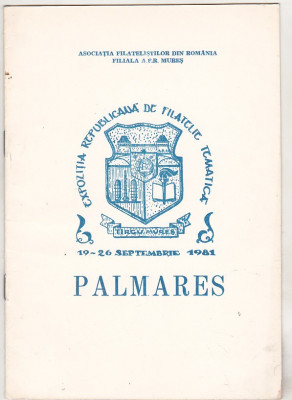 ASOCIAȚIA FILATELIȘTILOR DIN ROMÂNIA
FILIALA A.F.R. MUREȘ
EXPOZIȚIA REPUBLICANĂ DE FILATELIE TEMATICĂ
TÎRGU-MUREȘ
19-26 SEPTEMBRIE 1981
PALMARES